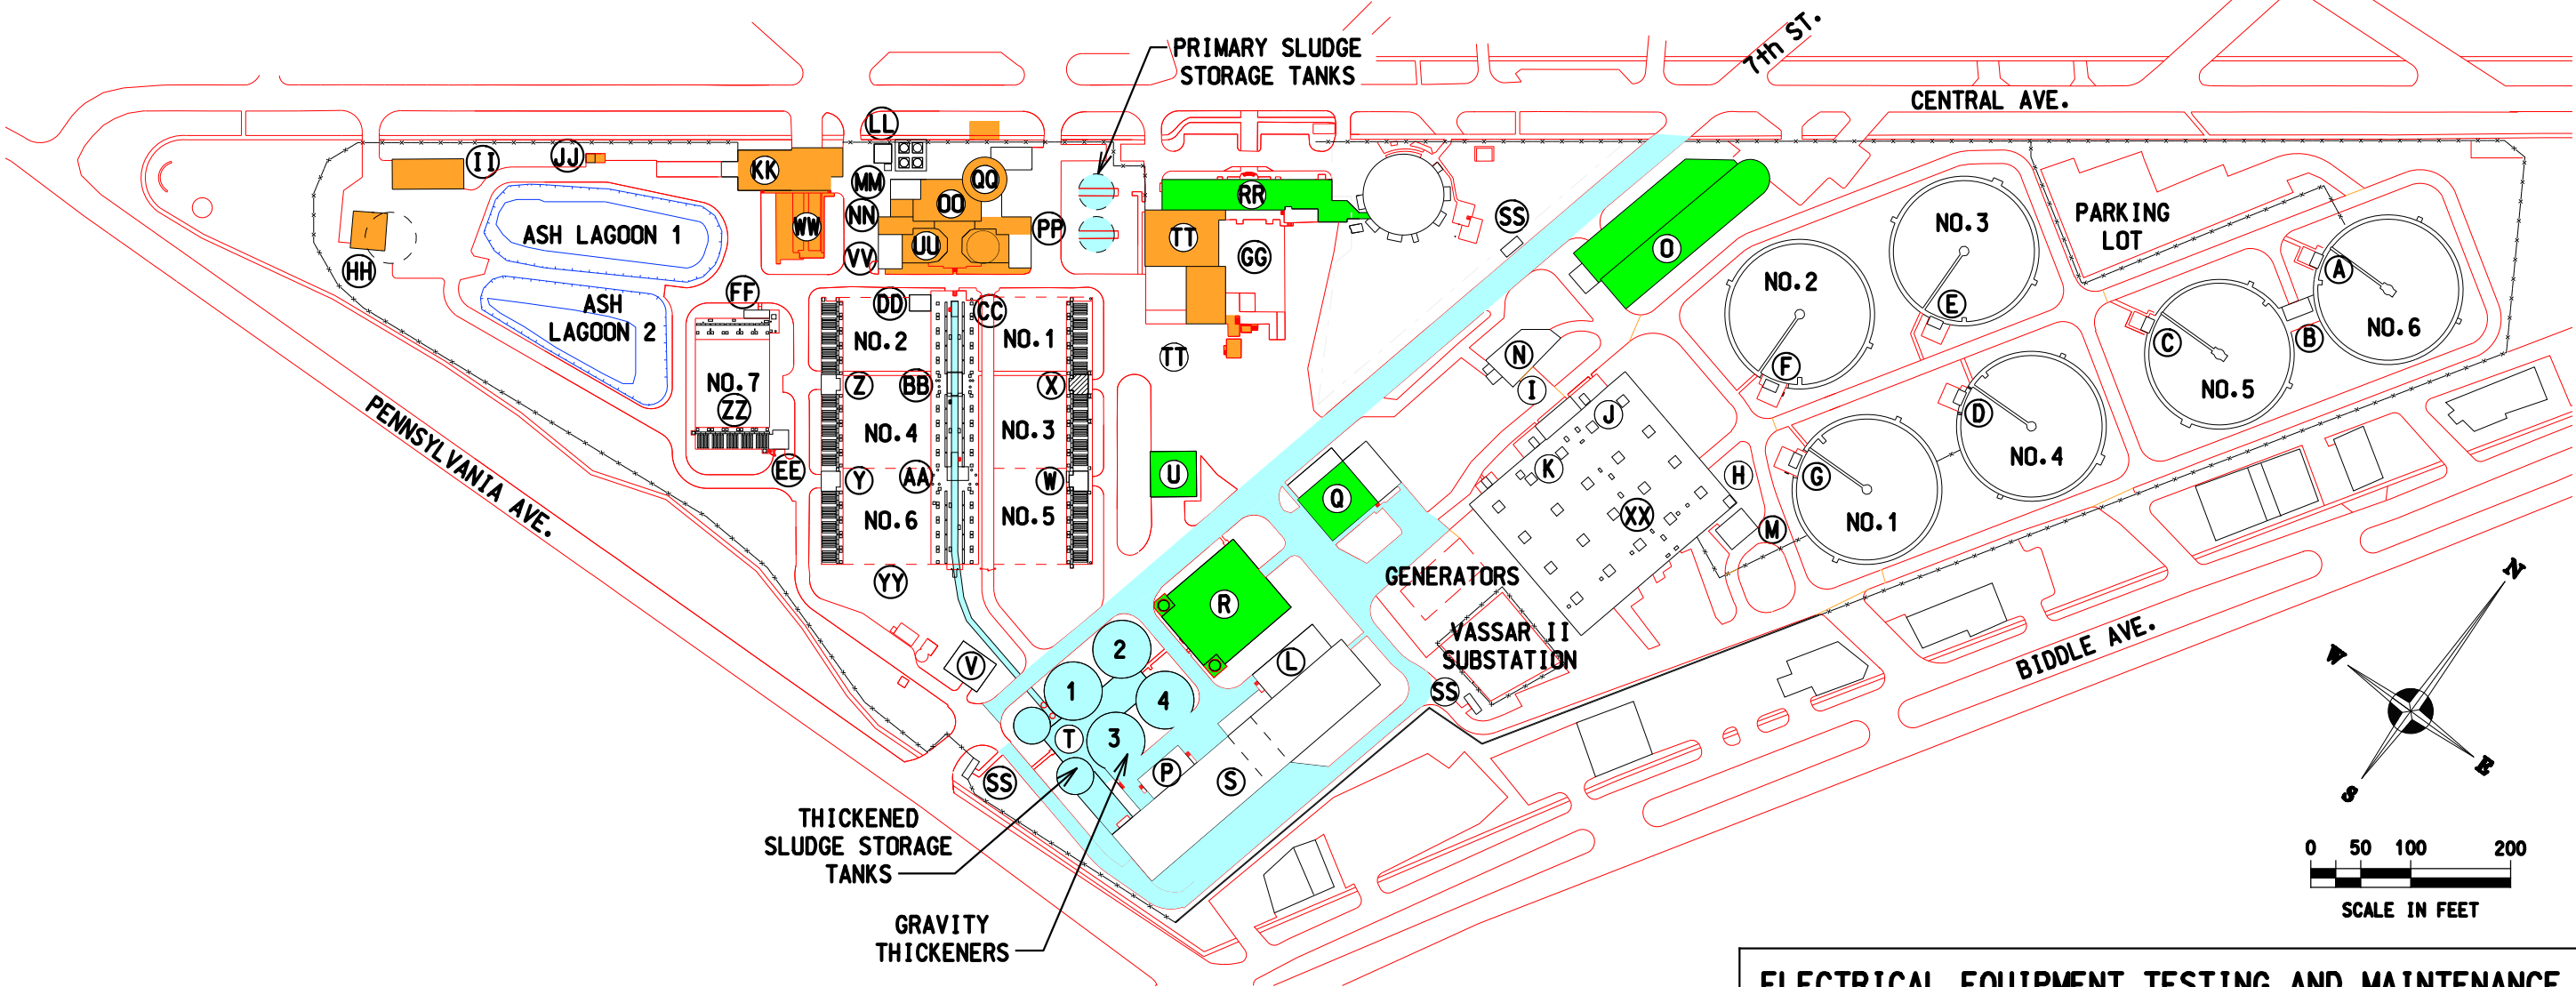 7th ST.
PRIMARY SLUDGE
STORAGE TANKS
CENTRAL AVE.
LL
II
JJ
KK
MM
QQ
OO
RR
NN
WW
PP
SS
UU
TT
VV
GG
HH
ASH LAGOON 1
ASH
LAGOON 2
FF
DD
CC
NO.2
NO.1
Z
BB
X
NO.7
ZZ
NO.4
NO.3
EE
Y
AA
W
NO.6
NO.5
YY
TT
U
O
N
I
J
K
XX
H
M
Q
R
L
GENERATORS
VASSAR II
SUBSTATION
SS
NO.3
NO.2
E
F
D
G
NO.4
NO.1
PARKING
LOT
A
C
B
NO.6
NO.5
PENNSYLVANIA AVE.
BIDDLE AVE.
V
2
1
4
3
T
P
S
SS
THICKENED
SLUDGE STORAGE
TANKS
GRAVITY
THICKENERS
N
W
E
S
0 50 100 200
SCALE IN FEET
ELECTRICAL EQUIPMENT TESTING AND MAINTENANCE